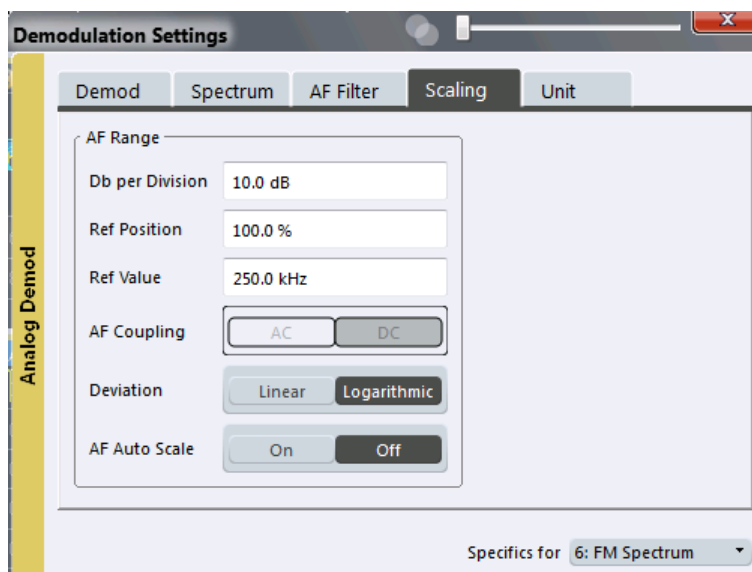 Demodulation Settings
x
Analog Demod
Demod Spectrum AF Filter Scaling Unit
AF Range
Db per Division 10.0 dB
Ref Position 100.0 %
Ref Value 250.0 kHz
AF Coupling AC DC
Deviation Linear Logarithmic
AF Auto Scale On Off
Specifics for 6: FM Spectrum